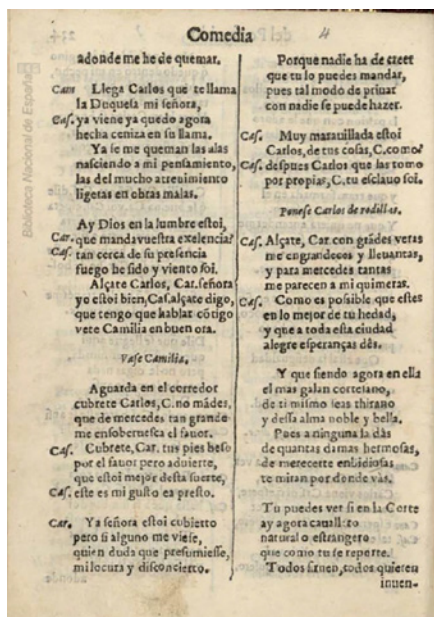 Comedia
4
adonde me he de quemar.
Cam Llega Carlos que te llama
la Duquesa mi señora,
Cas. ya viene ya quedo agora
hecha ceniza en su llama.
Ya se me queman las alas
nasciendo a mi pensamiento,
las del mucho atreuimiento
ligeras en obras malas.
Ay Dios en la lumbre estoi,
Car. que manda vuestra exelencia?
Cas. tan cerca de su presencia
fuego he sido y viento soi.
Alçate Carlos, Car. señora
yo estoi bien, Cas. alçate digo,
que tengo que hablar cõtigo
vete Camilia en buen ora.
Vase Camilia.
Aguarda en el corredor
cubrete Carlos, C. no mãdes,
que de mercedes tan grande
me ensoberuesca el fauor.
Cas. Cubrete, Car. tus pies beso
por el fauor pero aduierte,
que estoi mejor desta suerte,
Cas. este es mi gusto ea presto.
Car. Ya señora estoi cubierto
pero si alguno me viese,
quien duda que presumiesse,
mi locura y disconcierto.
Porque nadie ha de creer
que tu lo puedes mandar,
pues tal modo de priuar
con nadie se puede hazer.
Cas. Muy marauillada estoi
Carlos, de tus cosas, C. como?
Cas. despues Carlos que las tomo
por propias, C. tu esclauo soi.
Ponese Carlos de rodillas.
Cas. Alçate, Car. con grãdes veras
me engrandeces y lleuantas,
y para mercedes tantas
me parecen a mi quimeras.
Cas. Como es posible que estes
en lo mejor de tu hedad,
y que a toda esta ciudad
alegre esperanças dês.
Y que siendo agora en ella
el mas galan cortesano,
de ti mismo seas thirano
y dessa alma noble y bella.
Pues a ninguna la dàs
de quantas damas hermosas,
de merecerte enbidiosas
te miran por donde vàs.
Tu puedes ver si en la Corte
ay agora cauallero
natural o estrangero
que como tu se reporte.
Todos siruen, todos quieren
inuen-
Biblioteca Nacional de España